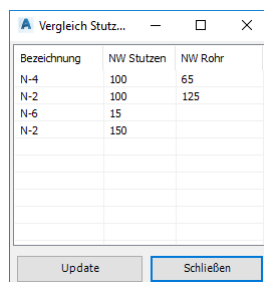 Vergleich Stutz...
Bezeichnung NW Stutzen NW Rohr
N-4 100 65
N-2 100 125
N-6 15
N-2 150
Update Schließen